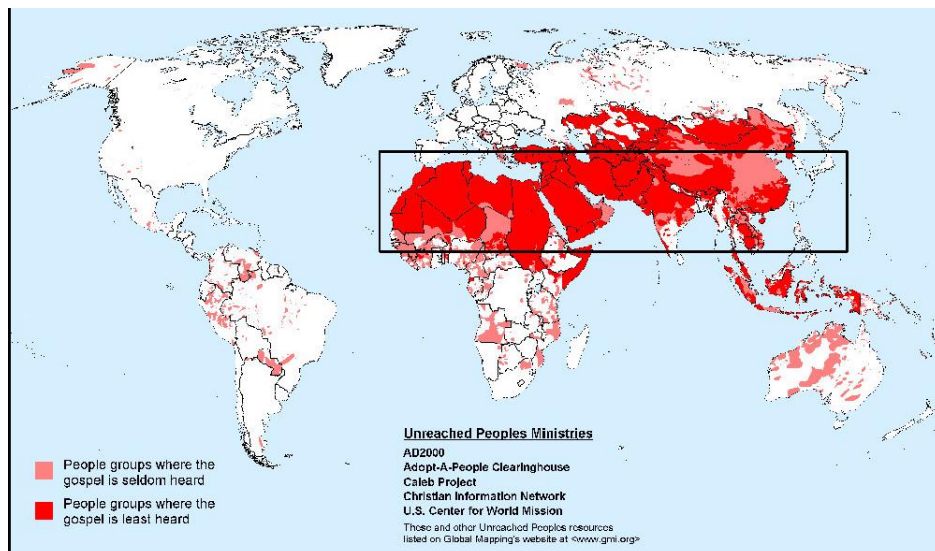 Unreached Peoples Ministries
AD2000
Adopt-A-People Clearinghouse
Caleb Project
Christian Information Network
U.S. Center for World Mission
These and other Unreached Peoples resources
listed on Global Mapping's website at <www.gmi.org>
People groups where the
gospel is seldom heard
People groups where the
gospel is least heard